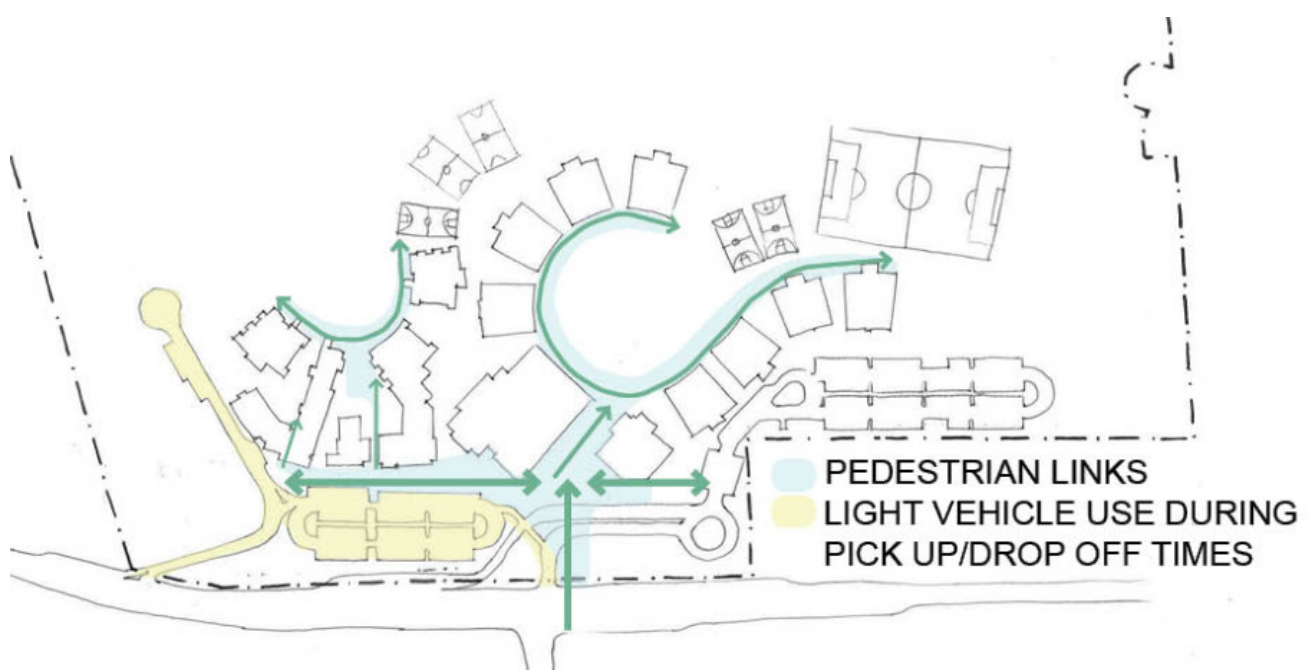 PEDESTRIAN LINKS
LIGHT VEHICLE USE DURING
PICK UP/DROP OFF TIMES